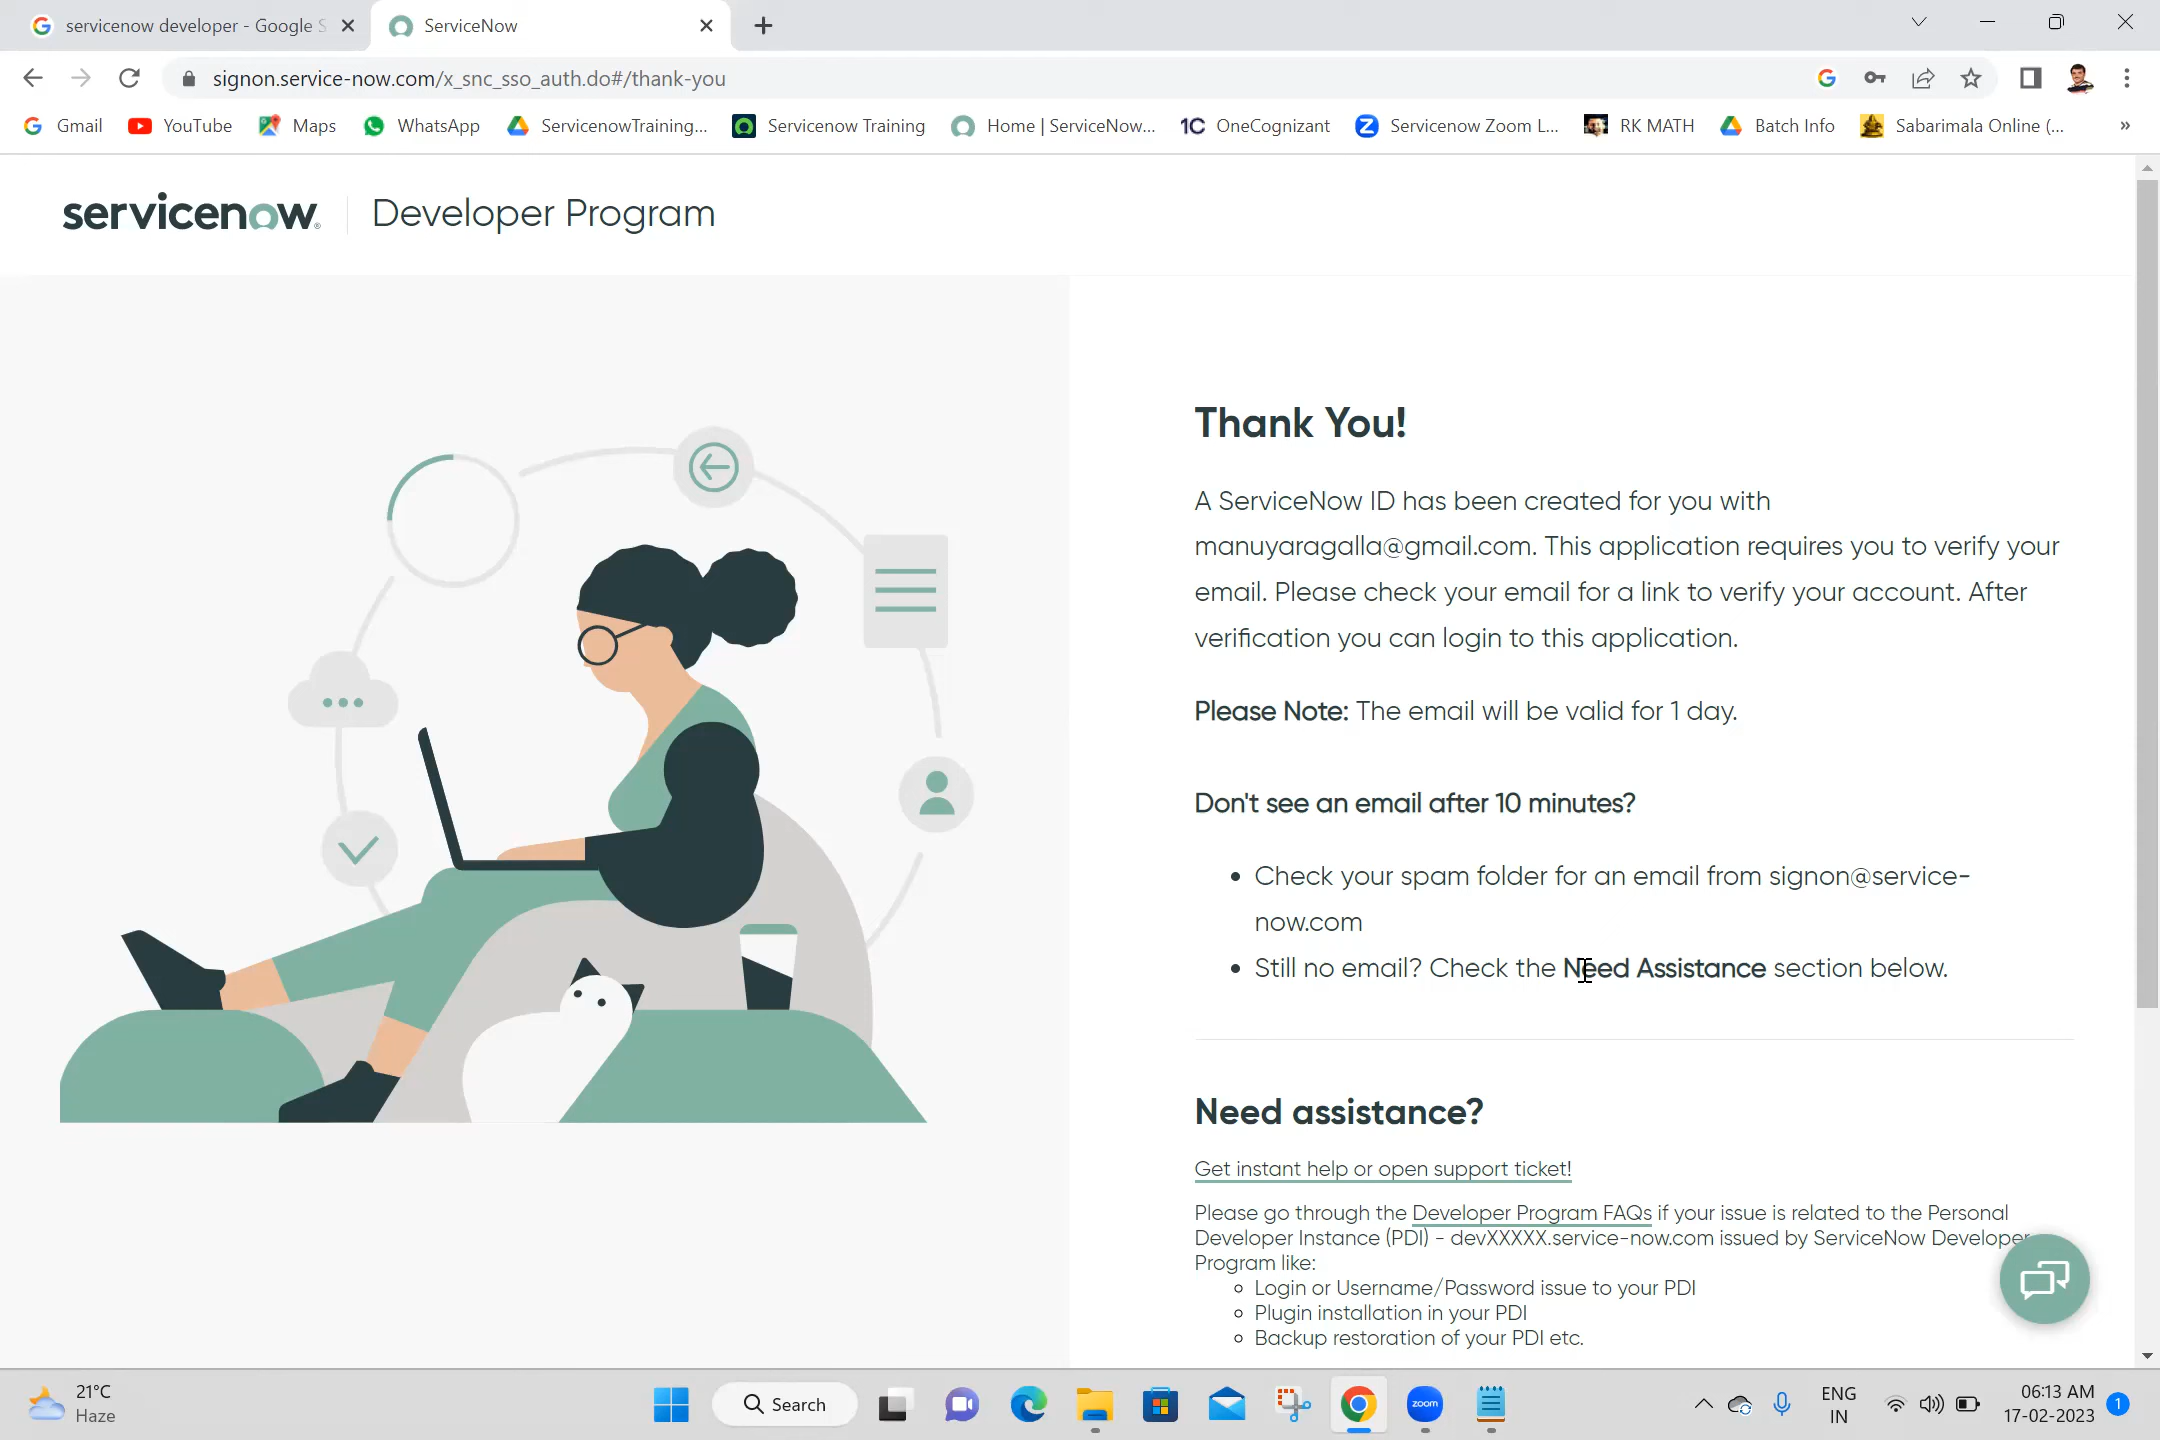 servicenow developer - Google S
ServiceNow
signon.service-now.com/x_snc_sso_auth.do#/thank-you
Gmail
YouTube
Maps
WhatsApp
ServicenowTraining...
Servicenow Training
Home | ServiceNow...
1C OneCognizant
Z Servicenow Zoom L...
RK MATH
Batch Info
Sabarimala Online (...
»
servicenow®
Developer Program
Thank You!
A ServiceNow ID has been created for you with
manuyaragalla@gmail.com. This application requires you to verify your
email. Please check your email for a link to verify your account. After
verification you can login to this application.
Please Note: The email will be valid for 1 day.
Don't see an email after 10 minutes?
• Check your spam folder for an email from signon@service-
now.com
• Still no email? Check the Need Assistance section below.
Need assistance?
Get instant help or open support ticket!
Please go through the Developer Program FAQs if your issue is related to the Personal
Developer Instance (PDI) - devXXXXX.service-now.com issued by ServiceNow Developer
Program like:
Login or Username/Password issue to your PDI
Plugin installation in your PDI
Backup restoration of your PDI etc.
21°C
Haze
Search
zoom
ENG
IN
06:13 AM
17-02-2023
1